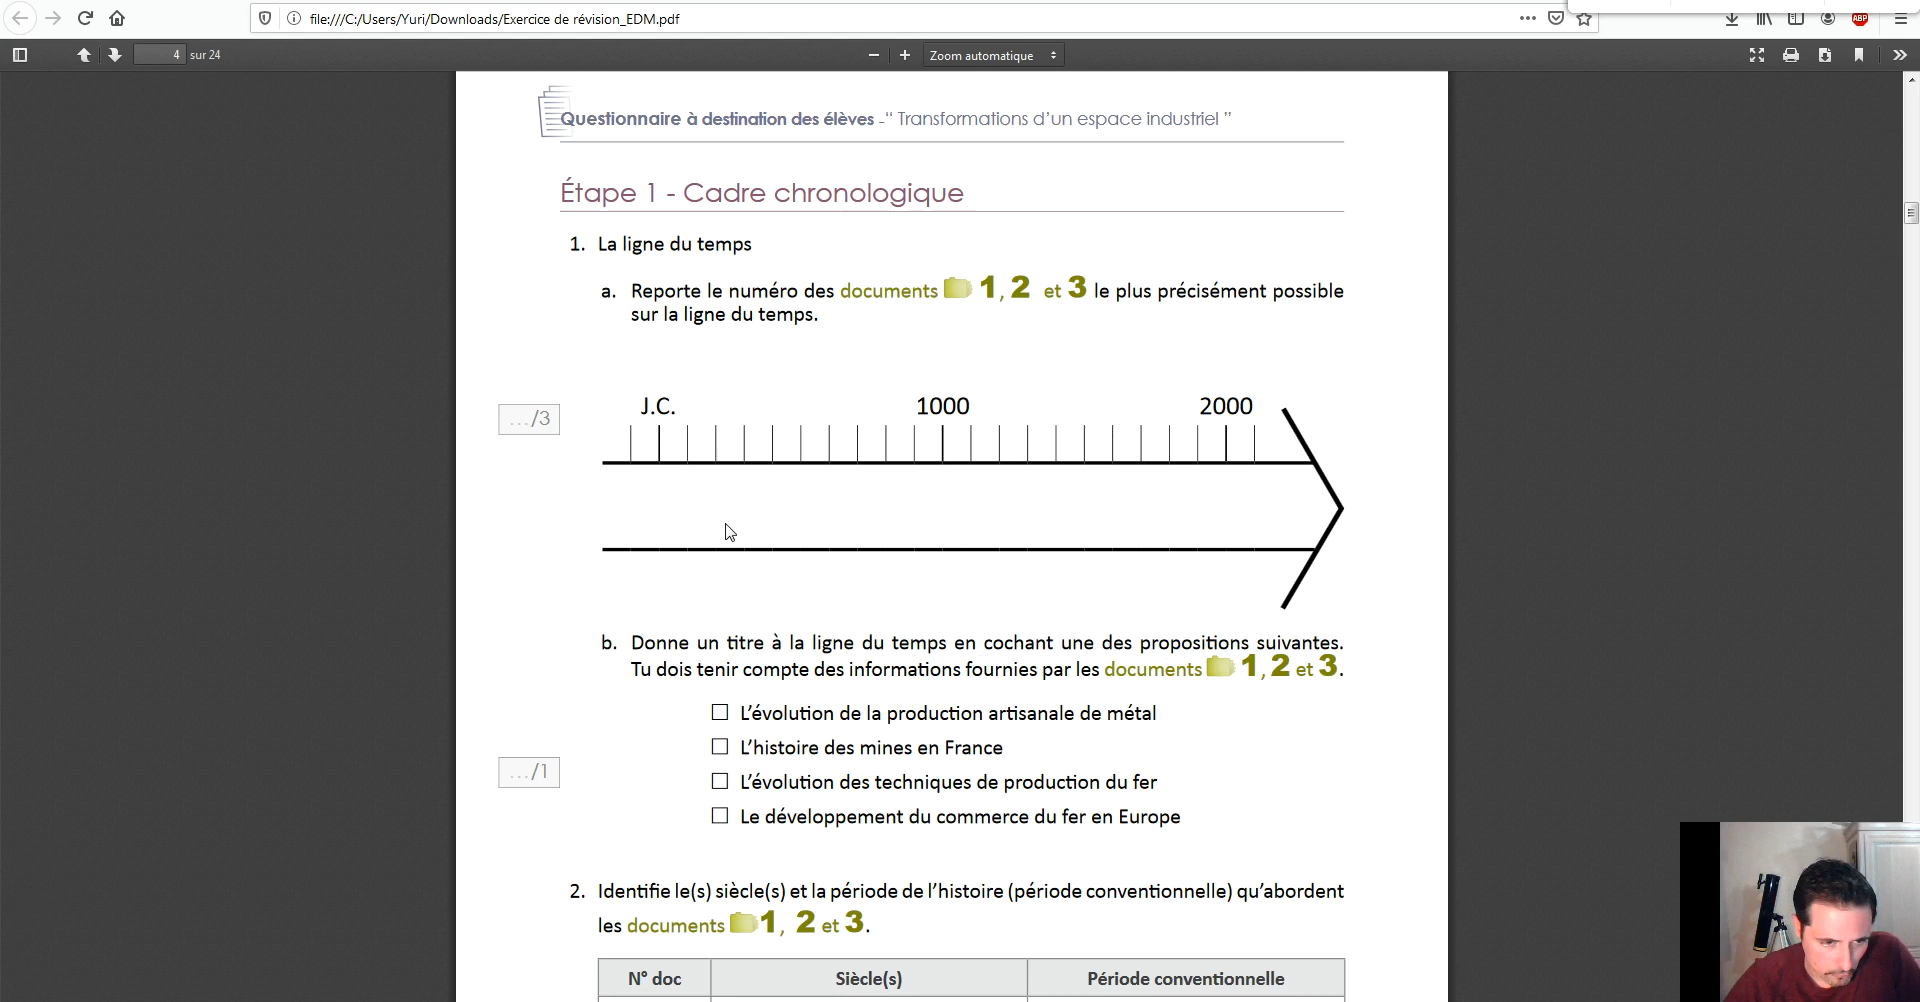 file:///C:/Users/Yuri/Downloads/Exercice de révision_EDM.pdf
ABP
4 sur 24
Zoom automatique
Questionnaire à destination des élèves -“ Transformations d’un espace industriel ”
Étape 1 - Cadre chronologique
1. La ligne du temps
a. Reporte le numéro des documents 1, 2 et 3 le plus précisément possible
sur la ligne du temps.
.../3
J.C. 1000 2000
b. Donne un titre à la ligne du temps en cochant une des propositions suivantes.
Tu dois tenir compte des informations fournies par les documents 1, 2 et 3.
L’évolution de la production artisanale de métal
L’histoire des mines en France
.../1
L’évolution des techniques de production du fer
Le développement du commerce du fer en Europe
2. Identifie le(s) siècle(s) et la période de l’histoire (période conventionnelle) qu’abordent
les documents 1, 2 et 3.
N° doc Siècle(s) Période conventionnelle